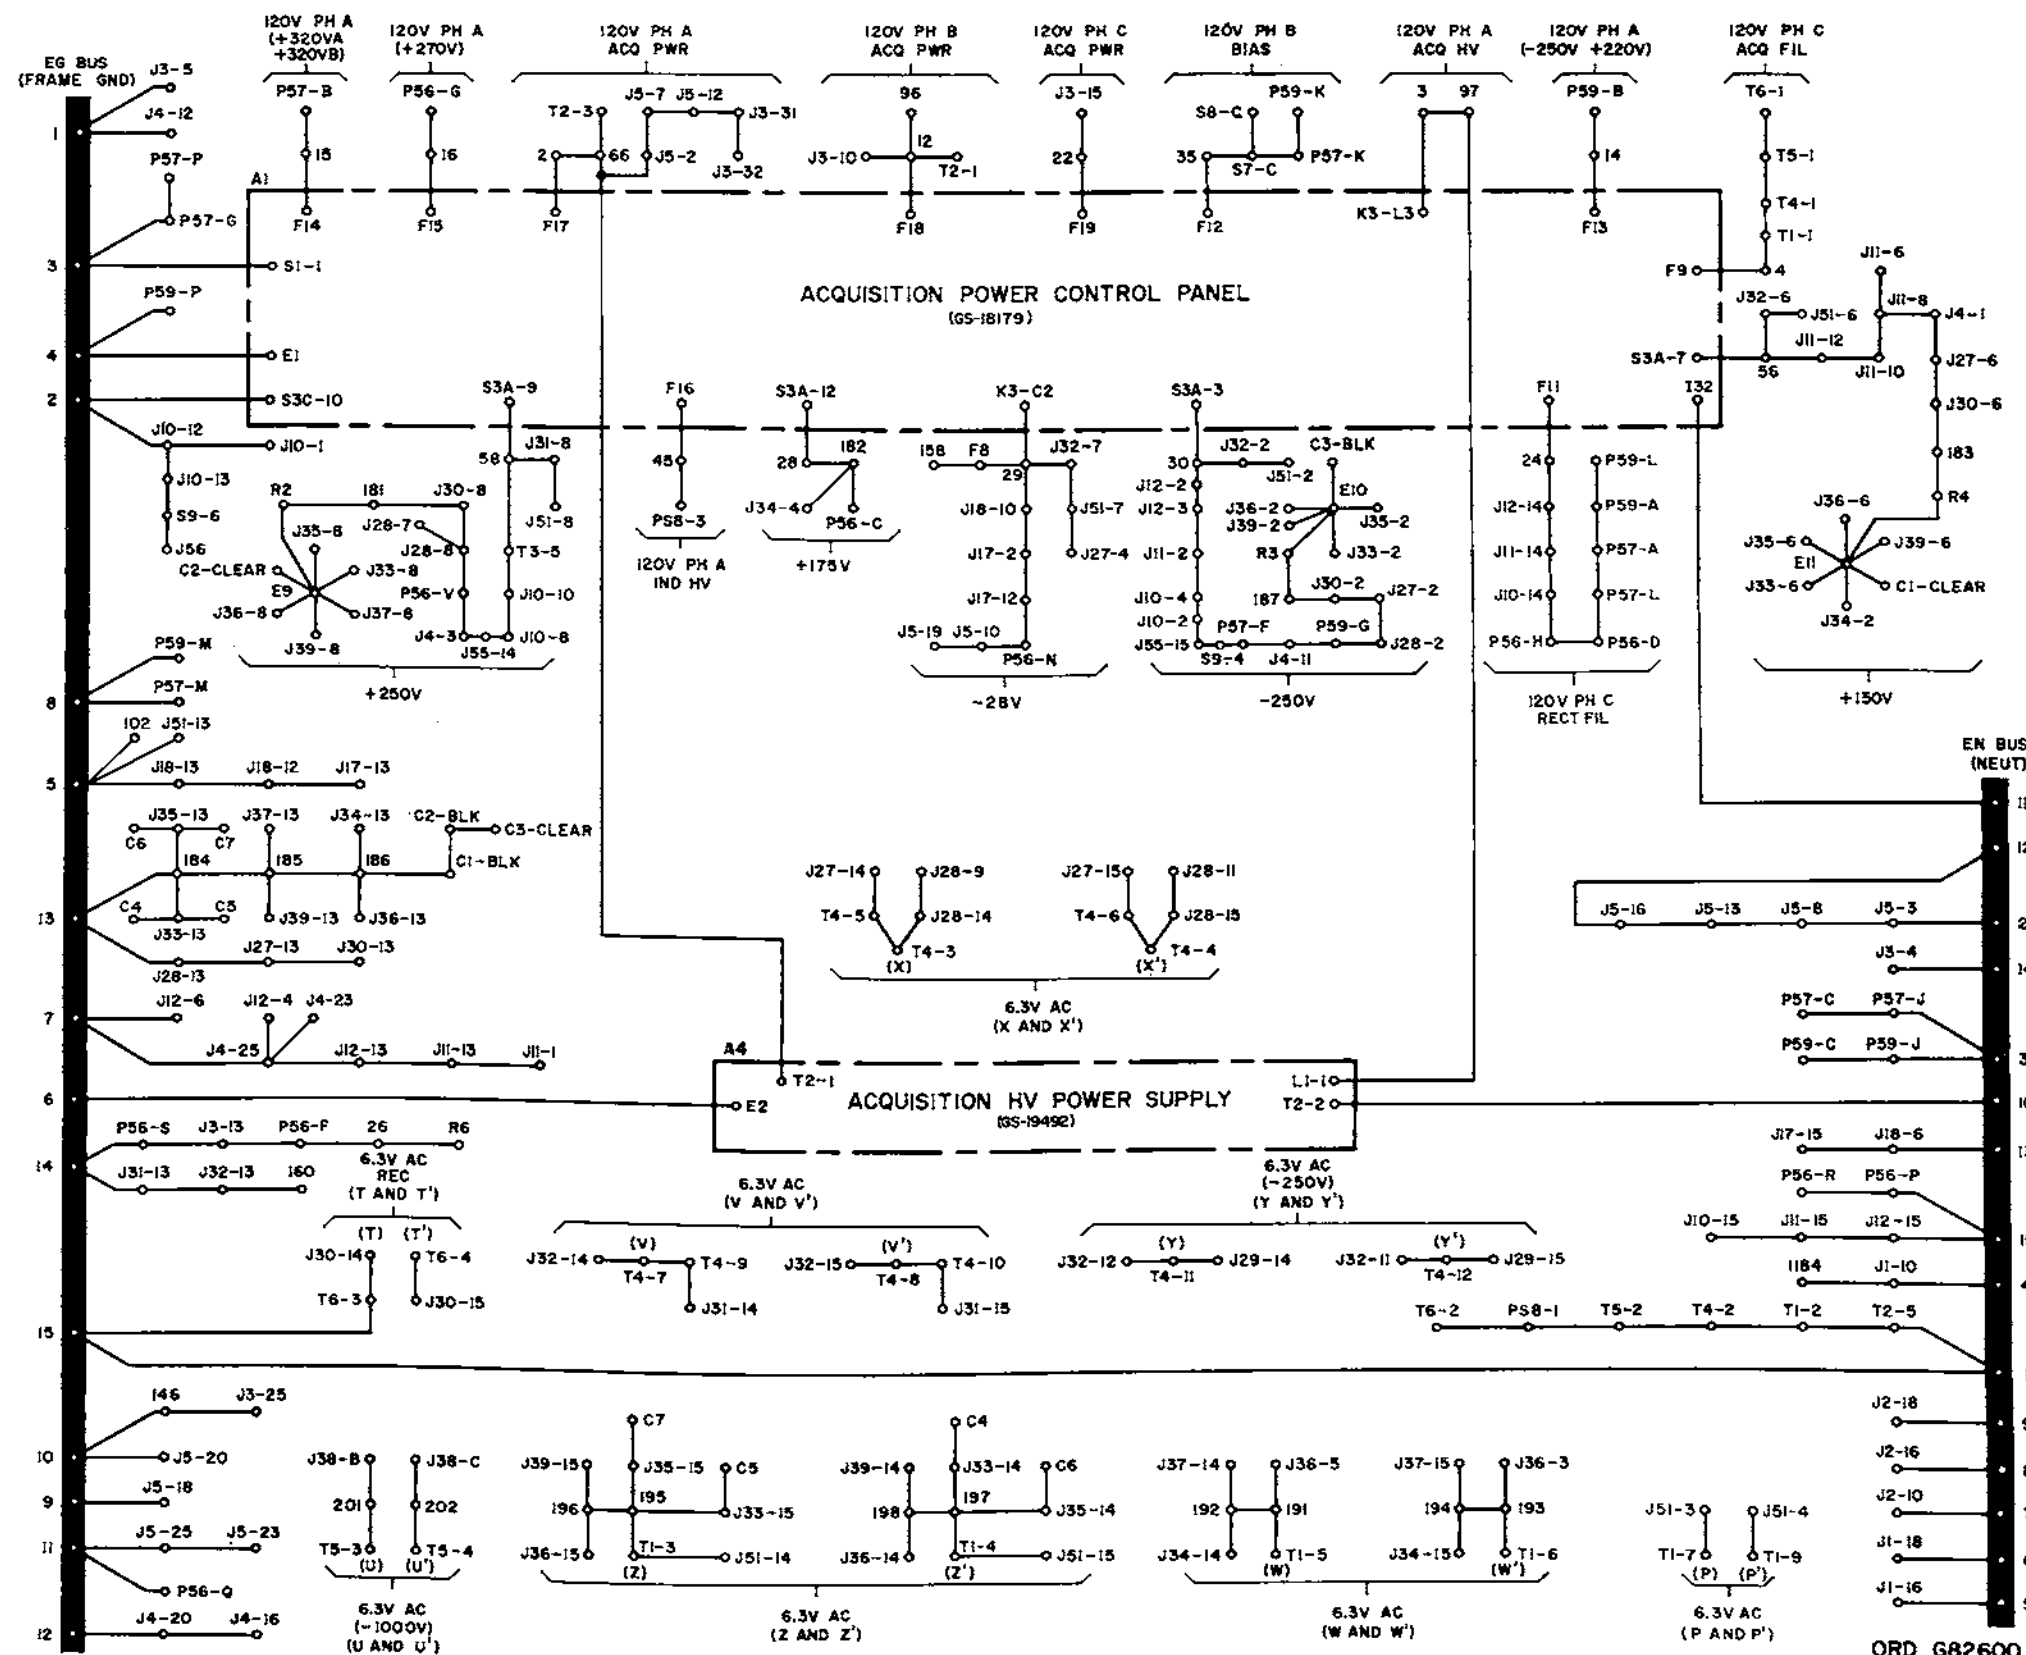 120V PH A
(+320VA
+320VB)
120V PH A
(+270V)
120V PH A
ACQ PWR
120V PH B
ACQ PWR
120V PH C
ACQ PWR
120V PH B
BIAS
120V PH A
ACQ HV
120V PH A
(-250V +220V)
120V PH C
ACQ FIL
EG BUS
(FRAME GND)
J3-5
J4-12
1
P57-P
P57-G
3
S1-1
P59-P
4
E1
2
S3C-10
J10-12
J10-1
J10-13
S9-6
J56
P57-B
15
A1
F14
P56-G
16
F15
T2-3
J5-7
J5-12
J3-31
2
66
J5-2
J3-32
F17
96
J3-10
12
T2-1
F18
J3-15
22
F19
S8-C
P59-K
35
S7-C
P57-K
F12
3
97
K3-L3
P59-B
14
F13
T6-1
T5-1
T4-1
T1-1
F9
4
ACQUISITION POWER CONTROL PANEL
(GS-18179)
J11-6
J32-6
J51-6
J11-8
J4-1
J11-12
S3A-7
56
J11-10
J27-6
J30-6
183
R4
J36-6
J35-6
J39-6
E11
J33-6
C1-CLEAR
J34-2
+150V
S3A-9
J31-8
58
J51-8
R2
181
J30-8
J28-7
J35-8
J28-8
T3-5
C2-CLEAR
J33-8
E9
P56-V
J10-10
J36-8
J37-8
J4-3
J10-8
J39-8
J55-14
+250V
F16
45
PS8-3
120V PH A
IND HV
S3A-12
28
182
J34-4
P56-C
+175V
K3-C2
158
F8
J32-7
29
J18-10
J51-7
J17-2
J27-4
J17-12
J5-19
J5-10
P56-N
~28V
S3A-3
30
J32-2
C3-BLK
J51-2
J12-2
E10
J12-3
J36-2
J39-2
J35-2
J11-2
R3
J33-2
J30-2
J27-2
J10-4
187
J10-2
P57-F
P59-G
J55-15
S9-4
J4-11
J28-2
-250V
F11
24
P59-L
J12-14
P59-A
J11-14
P57-A
J10-14
P57-L
P56-H
P56-D
120V PH C
RECT FIL
132
EN BUS
(NEUT)
P59-M
P57-M
8
102
J51-13
5
J18-13
J18-12
J17-13
J35-13
J37-13
J34-13
C2-BLK
C3-CLEAR
C6
C7
184
185
186
C1-BLK
13
C4
C5
J39-13
J36-13
J33-13
J27-13
J30-13
J28-13
J12-6
J12-4
J4-23
7
J4-25
J12-13
J11-13
J11-1
6
J27-14
J28-9
T4-5
J28-14
T4-3
(X)
J27-15
J28-11
T4-6
J28-15
T4-4
(X')
6.3V AC
(X AND X')
A4
T2-1
E2
ACQUISITION HV POWER SUPPLY
(GS-19492)
L1-1
T2-2
J5-16
J5-13
J5-8
J5-3
2
J3-4
P57-C
P57-J
P59-C
P59-J
3
J17-15
J18-6
P56-R
P56-P
J10-15
J11-15
J12-15
1184
J1-10
T6-2
PS8-1
T5-2
T4-2
T1-2
T2-5
P56-S
J3-13
P56-F
26
R6
14
J31-13
J32-13
160
6.3V AC
REC
(T AND T')
(T)
(T')
J30-14
T6-4
T6-3
J30-15
15
6.3V AC
(V AND V')
(V)
J32-14
T4-7
T4-9
J31-14
(V')
J32-15
T4-8
T4-10
J31-15
6.3V AC
(-250V)
(Y AND Y')
(Y)
J32-12
T4-11
J29-14
(Y')
J32-11
T4-12
J29-15
146
J3-25
10
J5-20
J5-18
9
J5-25
J5-23
11
P56-Q
J4-20
J4-16
12
J38-B
J38-C
201
202
T5-3
T5-4
(U)
(U')
6.3V AC
(-1000V)
(U AND U')
C7
J39-15
J35-15
C5
196
195
J33-15
J36-15
T1-3
J51-14
(Z)
C4
J39-14
J33-14
C6
198
197
J35-14
J36-14
T1-4
J51-15
(Z')
6.3V AC
(Z AND Z')
J37-14
J36-5
192
191
J34-14
T1-5
(W)
J37-15
J36-3
194
193
J34-15
T1-6
(W')
6.3V AC
(W AND W')
J51-3
J51-4
T1-7
T1-9
(P)
(P')
6.3V AC
(P AND P')
J2-18
J2-16
J2-10
J1-18
J1-16
ORD G82600